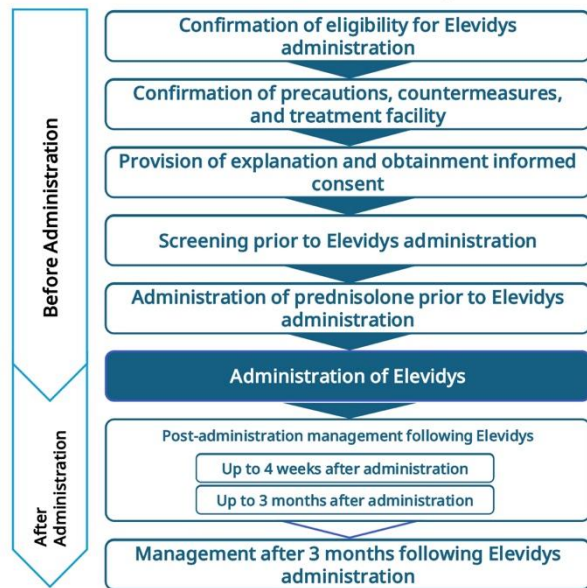 Before Administration
Confirmation of eligibility for Elevidys
administration
Confirmation of precautions, countermeasures,
and treatment facility
Provision of explanation and obtainment informed
consent
Screening prior to Elevidys administration
Administration of prednisolone prior to Elevidys
administration
Administration of Elevidys
After
Administration
Post-administration management following Elevidys
Up to 4 weeks after administration
Up to 3 months after administration
Management after 3 months following Elevidys
administration